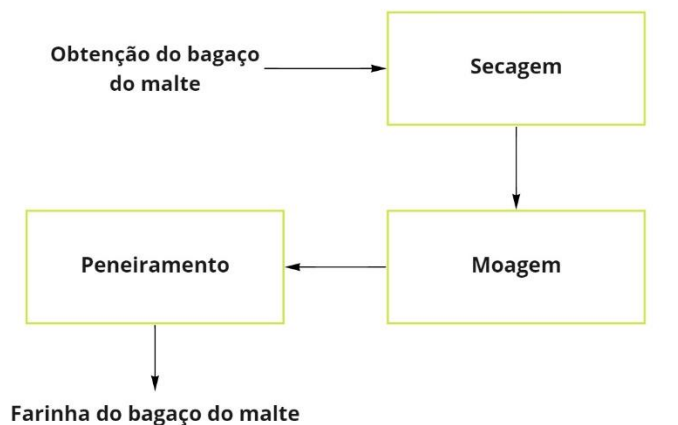 Obtenção do bagaço
do malte
Secagem
Moagem
Peneiramento
Farinha do bagaço do malte